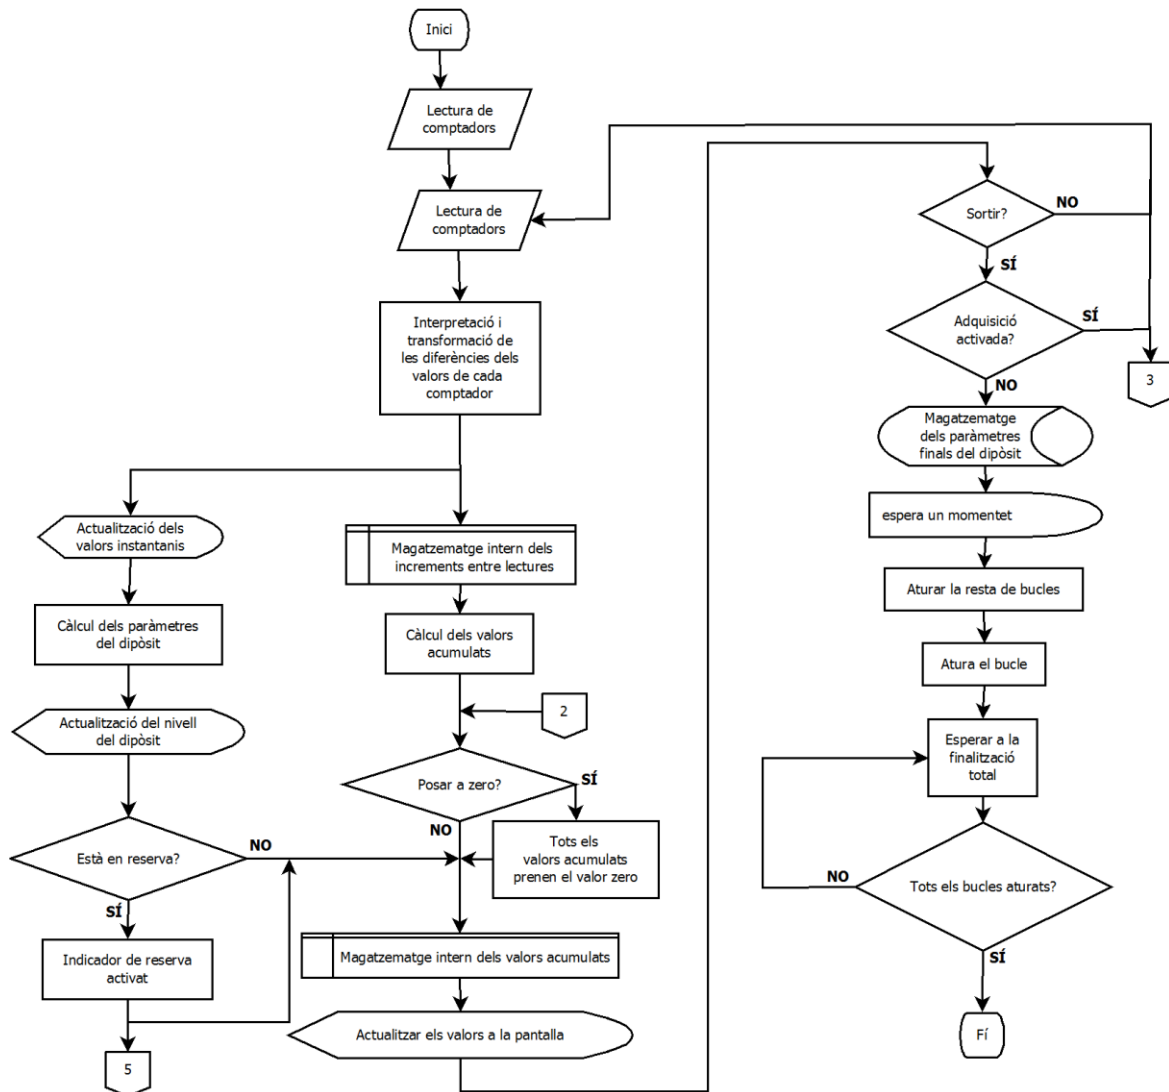 Inici
Lectura de
comptadors
Lectura de
comptadors
Interpretació i
transformació de
les diferències dels
valors de cada
comptador
Actualització dels
valors instantanis
Càlcul dels paràmetres
del dipòsit
Actualització del nivell
del dipòsit
Està en reserva?
NO
SÍ
Indicador de reserva
activat
5
Magatzematge intern dels
increments entre lectures
Càlcul dels valors
acumulats
2
Posar a zero?
SÍ
NO
Tots els
valors acumulats
prenen el valor zero
Magatzematge intern dels valors acumulats
Actualitzar els valors a la pantalla
Sortir?
NO
SÍ
Adquisició
activada?
SÍ
NO
3
Magatzematge
dels paràmetres
finals del dipòsit
espera un momentet
Aturar la resta de bucles
Atura el bucle
Esperar a la
finalització
total
Tots els bucles aturats?
NO
SÍ
Fí